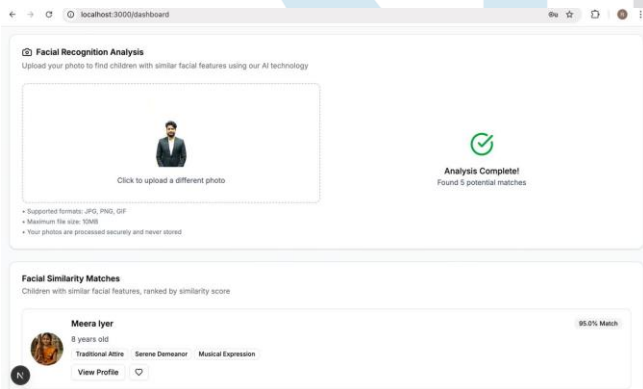 localhost:3000/dashboard
Facial Recognition Analysis
Upload your photo to find children with similar facial features using our AI technology
Click to upload a different photo
Analysis Complete!
Found 5 potential matches
• Supported formats: JPG, PNG, GIF
• Maximum file size: 10MB
• Your photos are processed securely and never stored
Facial Similarity Matches
Children with similar facial features, ranked by similarity score
Meera Iyer
95.0% Match
8 years old
Traditional Attire Serene Demeanor Musical Expression
View Profile
N